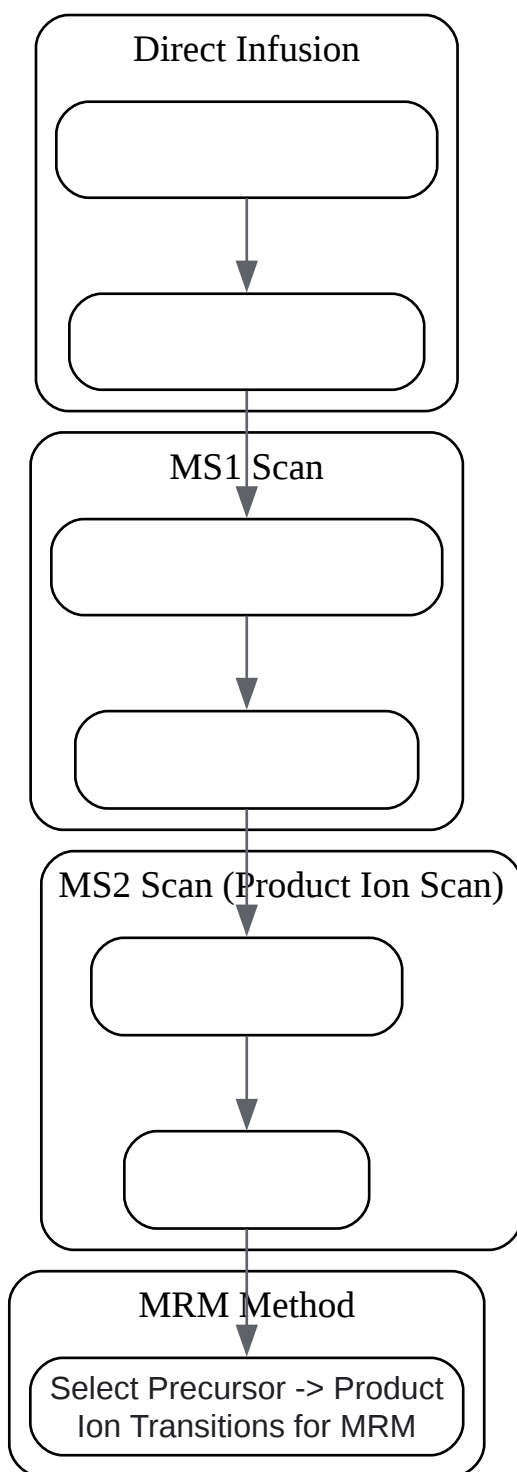 Direct Infusion
MS1 Scan
MS2 Scan (Product Ion Scan)
MRM Method
Select Precursor -> Product
Ion Transitions for MRM